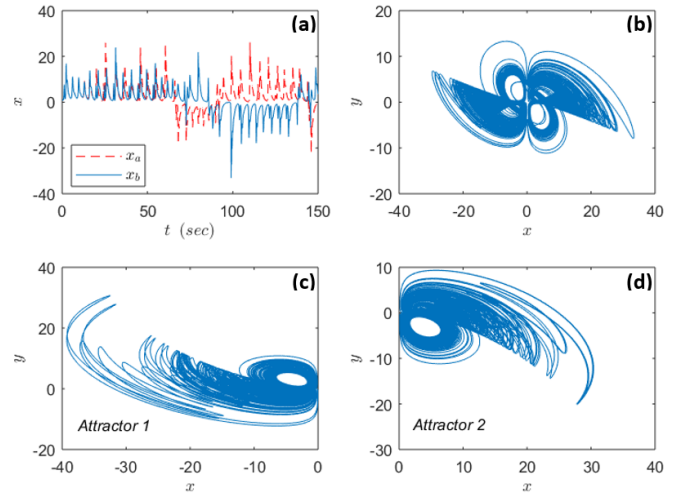 (a)
40
20
0
-20
-40
x
x_a
x_b
0 50 100 150
t (sec)
(b)
20
10
0
-10
-20
y
-40 -20 0 20 40
x
(c)
40
20
0
-20
y
Attractor 1
-40 -30 -20 -10 0
x
(d)
10
0
-10
-20
-30
y
Attractor 2
0 10 20 30 40
x